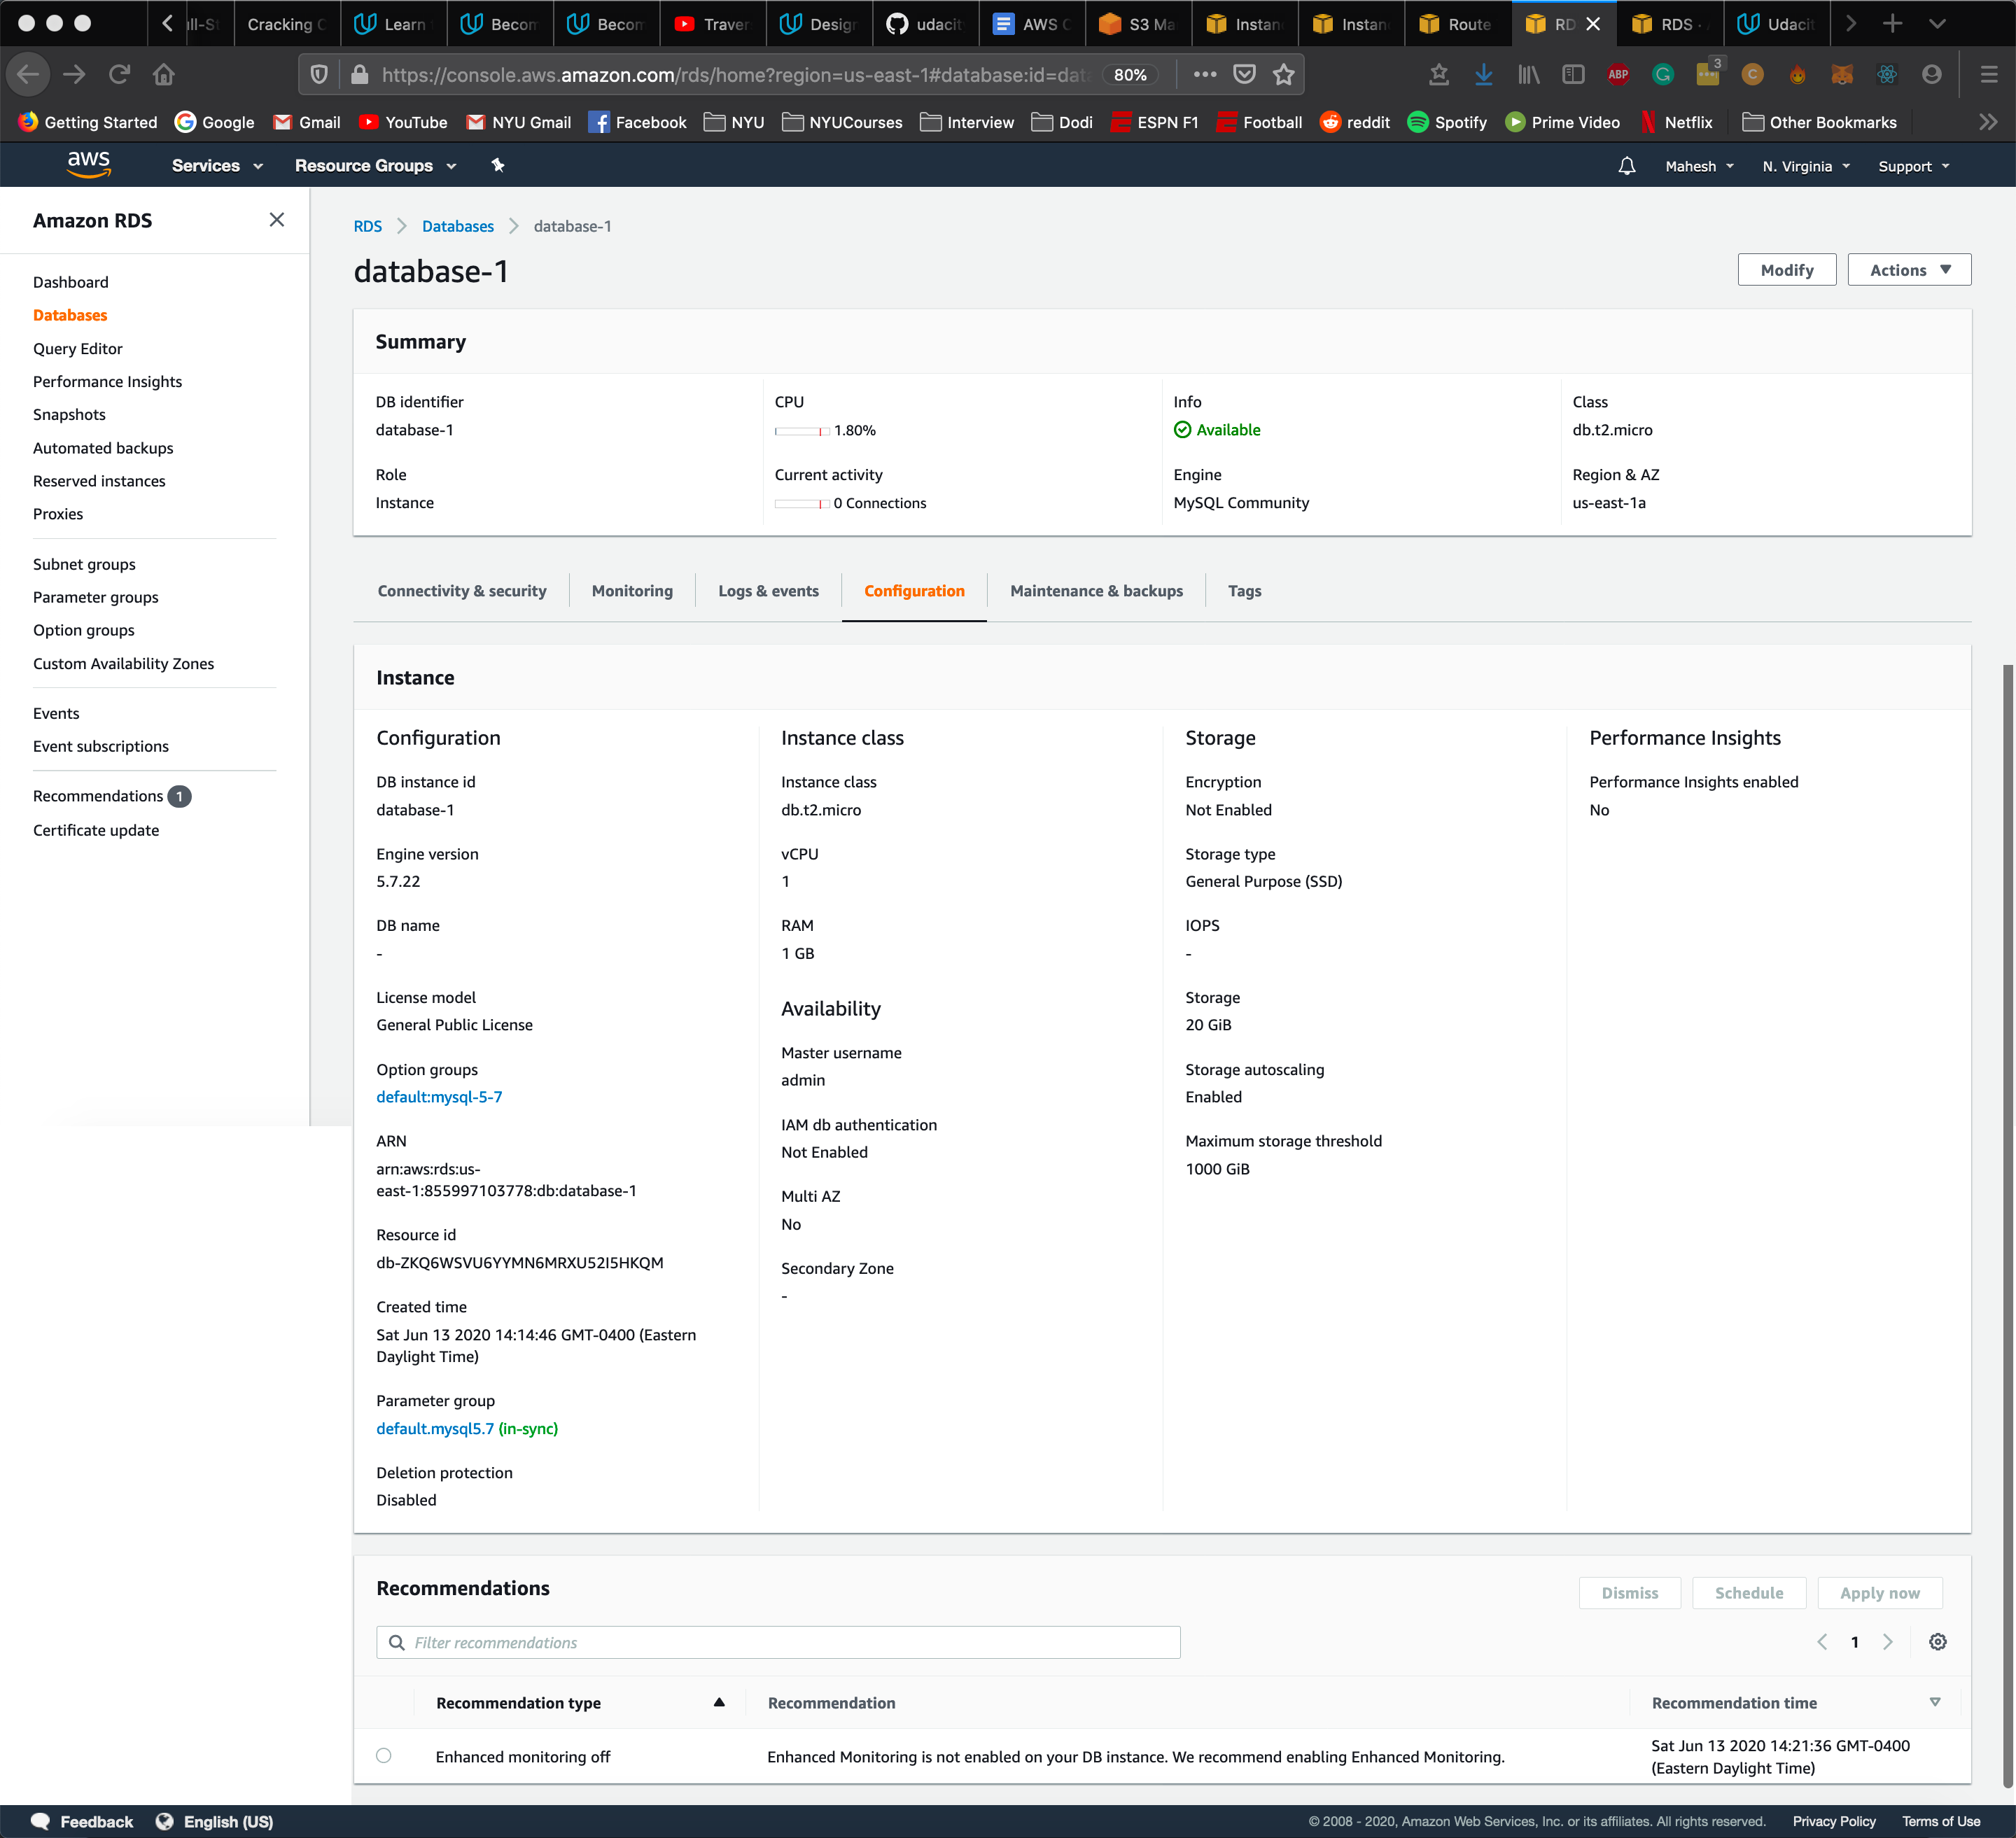 Cracking
Learn
Becom
Becom
Traver
Design
udacit
AWS C
S3 Ma
Instan
Instan
Route
RD
RDS
Udacit
https://console.aws.amazon.com/rds/home?region=us-east-1#database:id=dat
80%
ABP
3
Getting Started Google Gmail YouTube NYU Gmail Facebook NYU NYUCourses Interview Dodi ESPN F1 Football reddit Spotify Prime Video Netflix Other Bookmarks
aws Services Resource Groups Mahesh N. Virginia Support
Amazon RDS
Dashboard
Databases
Query Editor
Performance Insights
Snapshots
Automated backups
Reserved instances
Proxies
Subnet groups
Parameter groups
Option groups
Custom Availability Zones
Events
Event subscriptions
Recommendations 1
Certificate update
RDS Databases database-1
database-1
Modify Actions
Summary
DB identifier
database-1
CPU
1.80%
Info
Available
Class
db.t2.micro
Role
Instance
Current activity
0 Connections
Engine
MySQL Community
Region & AZ
us-east-1a
Connectivity & security Monitoring Logs & events Configuration Maintenance & backups Tags
Instance
Configuration
DB instance id
database-1
Engine version
5.7.22
DB name
-
License model
General Public License
Option groups
default:mysql-5-7
ARN
arn:aws:rds:us-
east-1:855997103778:db:database-1
Resource id
db-ZKQ6WSVU6YYMN6MRXU52I5HKQM
Created time
Sat Jun 13 2020 14:14:46 GMT-0400 (Eastern
Daylight Time)
Parameter group
default.mysql5.7 (in-sync)
Deletion protection
Disabled
Instance class
Instance class
db.t2.micro
vCPU
1
RAM
1 GB
Availability
Master username
admin
IAM db authentication
Not Enabled
Multi AZ
No
Secondary Zone
-
Storage
Encryption
Not Enabled
Storage type
General Purpose (SSD)
IOPS
-
Storage
20 GiB
Storage autoscaling
Enabled
Maximum storage threshold
1000 GiB
Performance Insights
Performance Insights enabled
No
Recommendations
Dismiss Schedule Apply now
Filter recommendations
1
Recommendation type Recommendation Recommendation time
Enhanced monitoring off
Enhanced Monitoring is not enabled on your DB instance. We recommend enabling Enhanced Monitoring.
Sat Jun 13 2020 14:21:36 GMT-0400
(Eastern Daylight Time)
Feedback English (US) © 2008 - 2020, Amazon Web Services, Inc. or its affiliates. All rights reserved. Privacy Policy Terms of Use